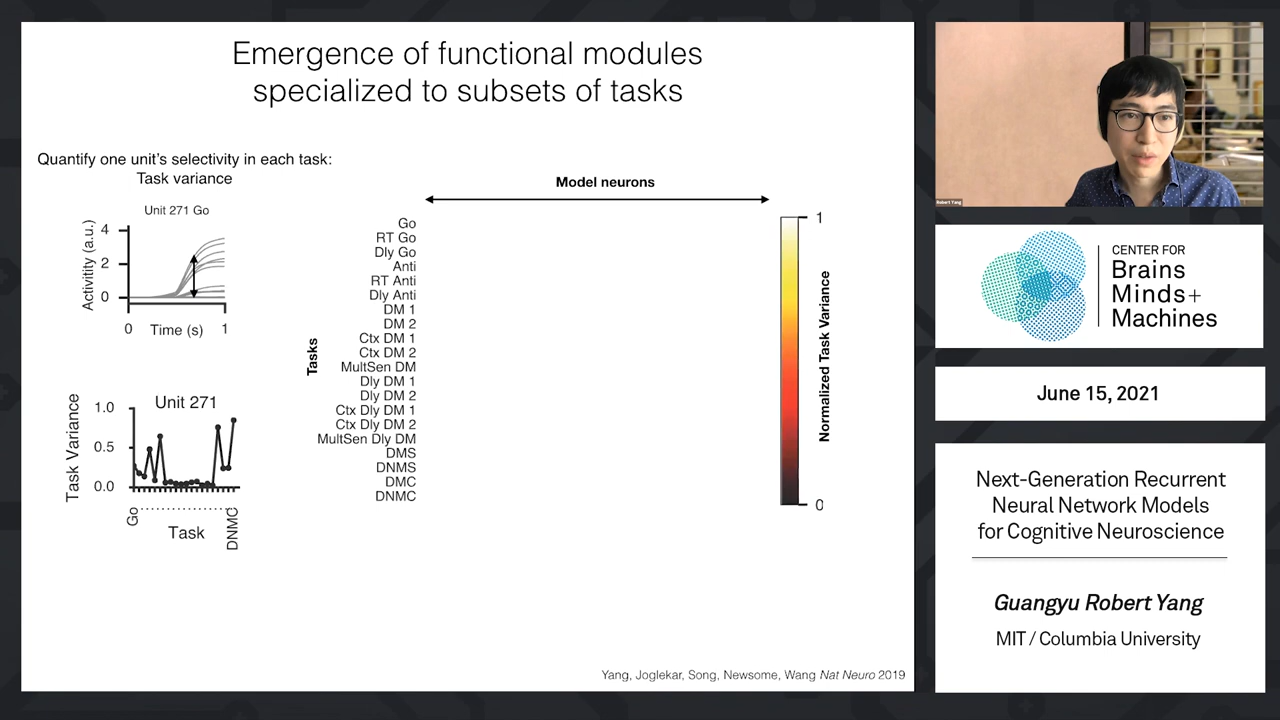 Emergence of functional modules
specialized to subsets of tasks
Quantify one unit's selectivity in each task:
Task variance
Unit 271 Go
Activitity (a.u.)
4
2
0
0
Time (s)
1
Unit 271
Task Variance
1.0
0.5
0.0
Go
Task
DNMC
Model neurons
Tasks
Go
RT Go
Dly Go
Anti
RT Anti
Dly Anti
DM 1
DM 2
Ctx DM 1
Ctx DM 2
MultSen DM
Dly DM 1
Dly DM 2
Ctx Dly DM 1
Ctx Dly DM 2
MultSen Dly DM
DMS
DNMS
DMC
DNMC
1
Normalized Task Variance
0
Yang, Joglekar, Song, Newsome, Wang Nat Neuro 2019
Robert Yang
CENTER FOR
Brains
Minds+
Machines
June 15, 2021
Next-Generation Recurrent
Neural Network Models
for Cognitive Neuroscience
Guangyu Robert Yang
MIT / Columbia University